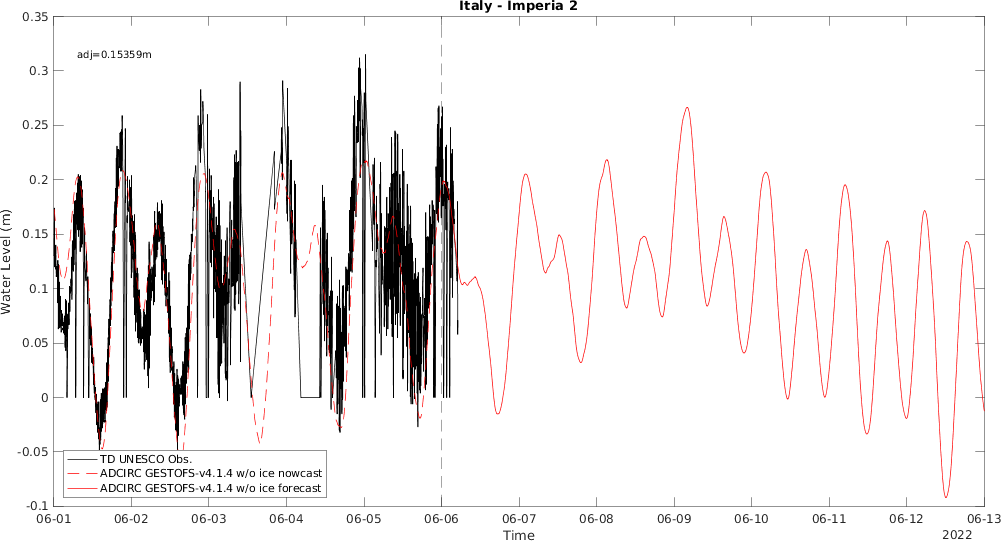 Italy - Imperia 2
0.35
0.3
0.25
0.2
0.15
0.1
0.05
0
-0.05
-0.1
Water Level (m)
adj=0.15359m
TD UNESCO Obs.
ADCIRC GESTOFS-v4.1.4 w/o ice nowcast
ADCIRC GESTOFS-v4.1.4 w/o ice forecast
06-01 06-02 06-03 06-04 06-05 06-06 06-07 06-08 06-09 06-10 06-11 06-12 06-13
Time
2022